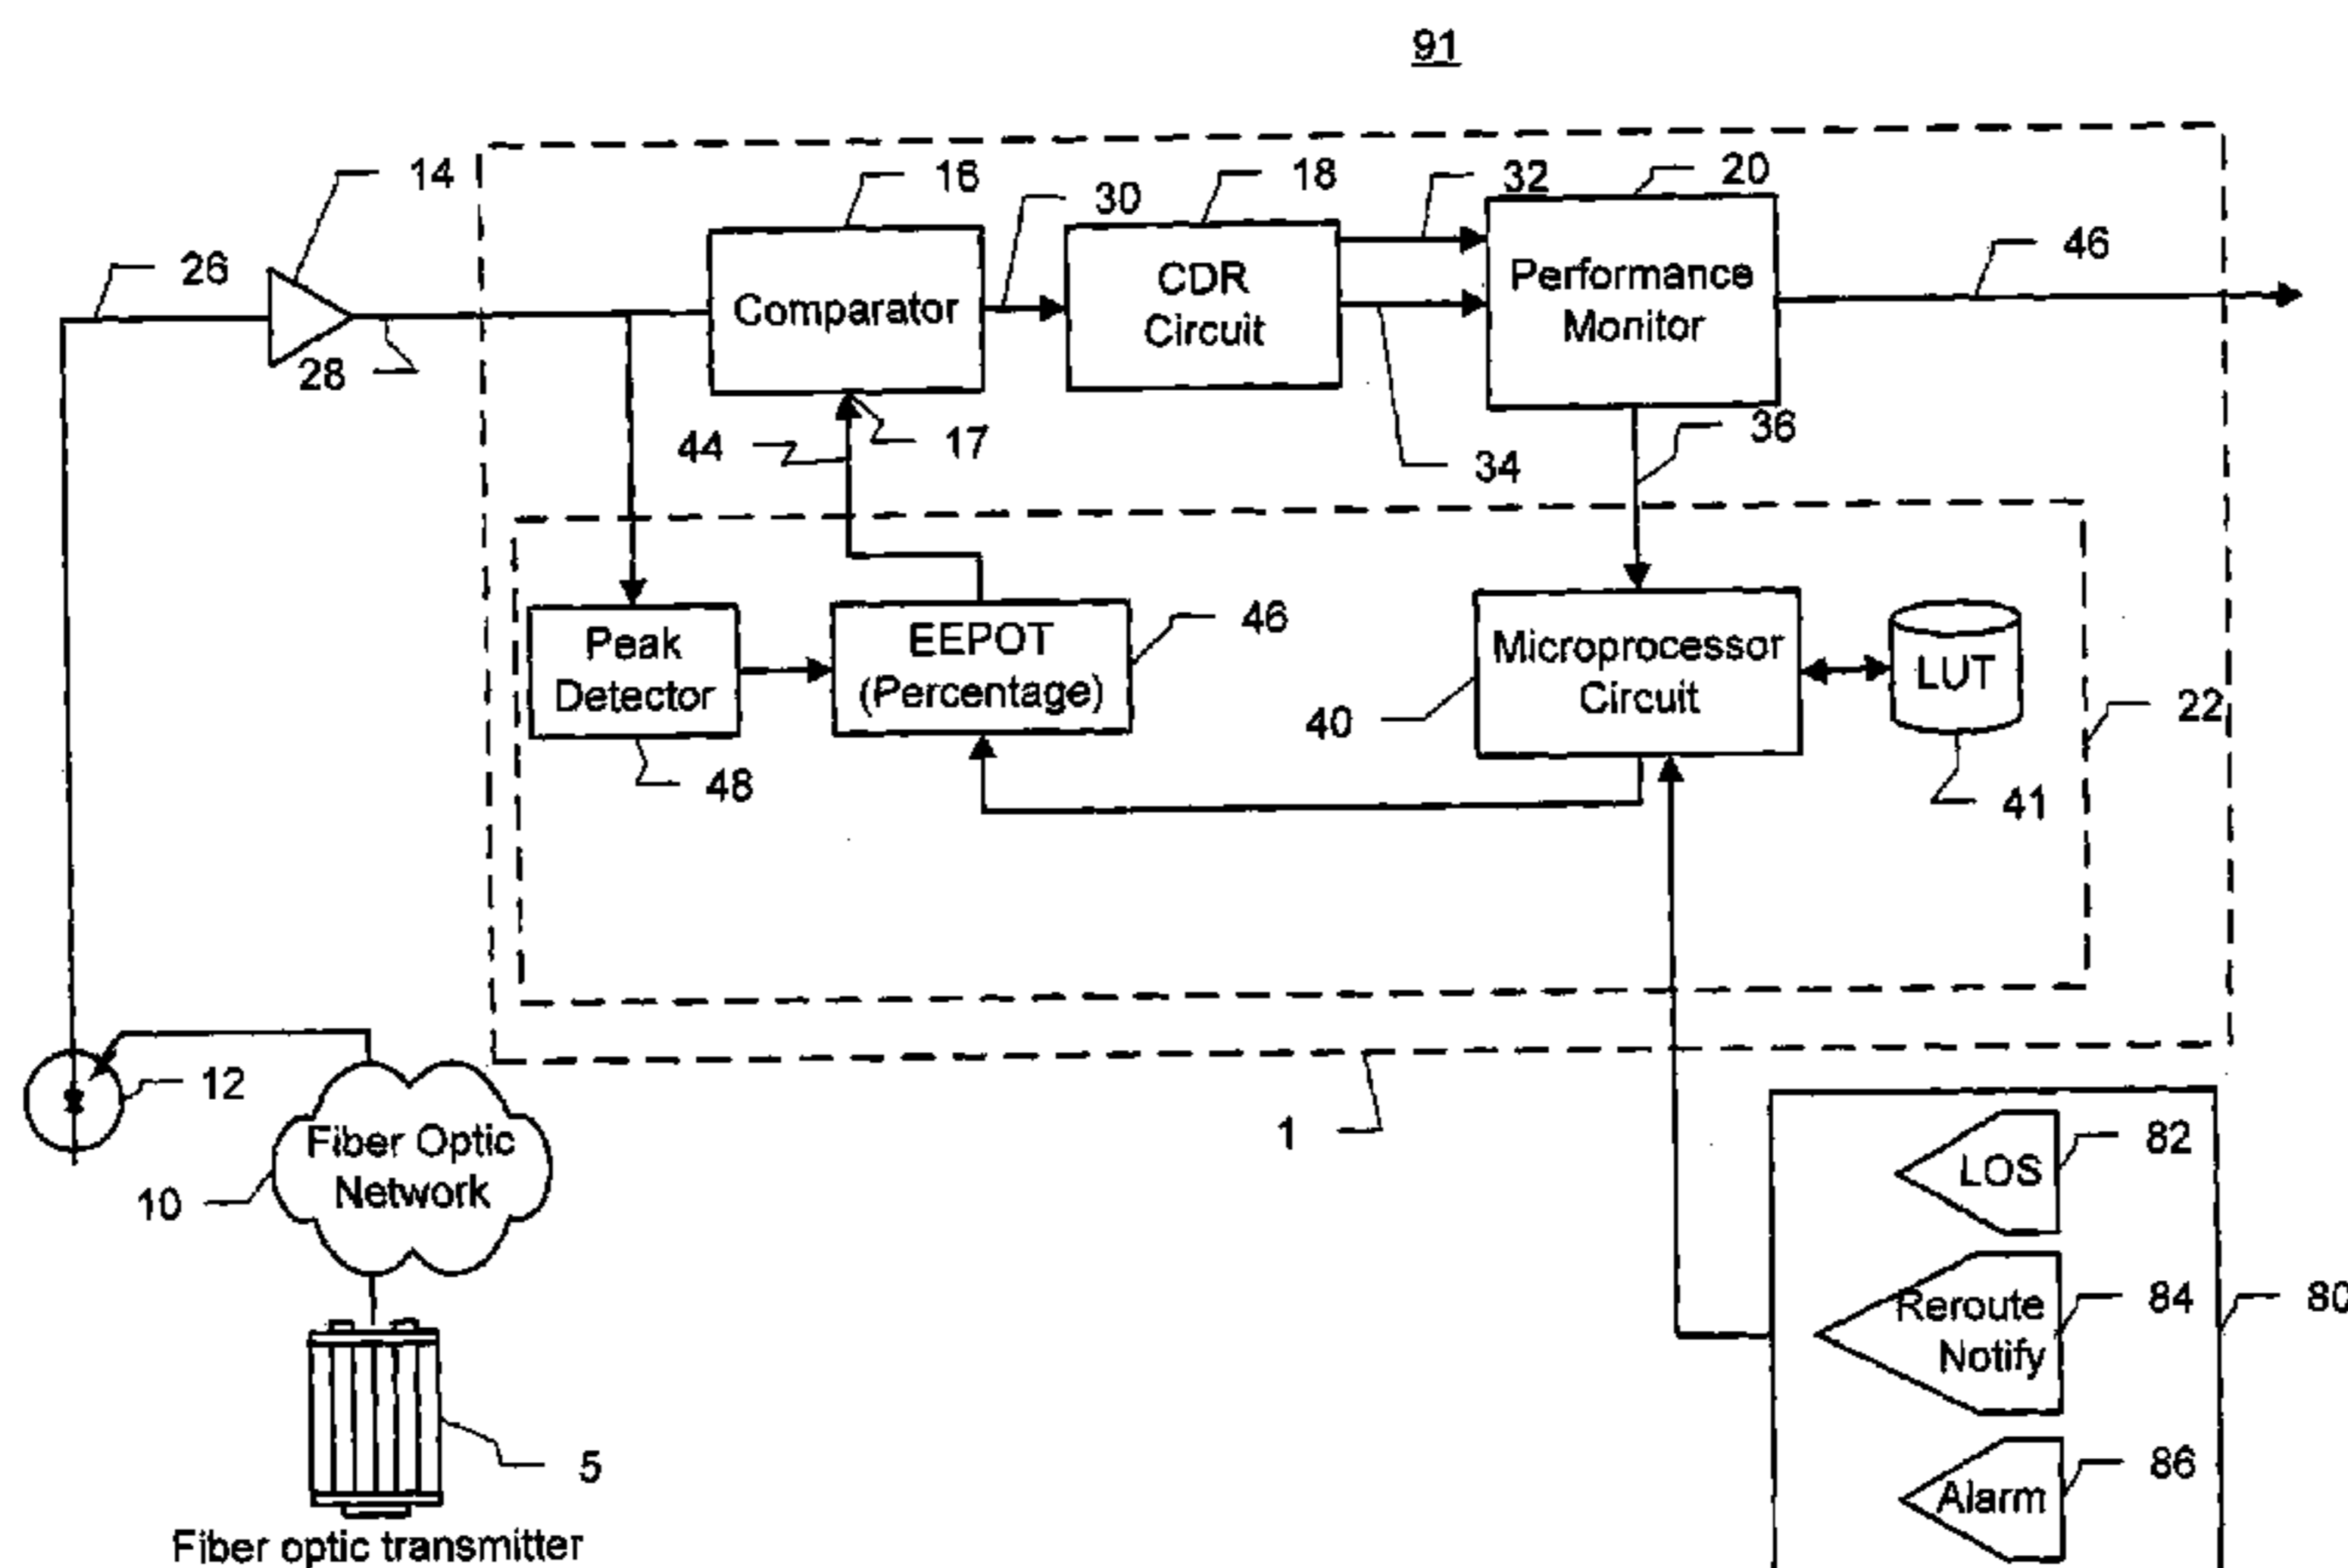 91
14
16
18
32
20
30
26
46
Comparator
CDR
Circuit
Performance
Monitor
28
44
17
34
36
Peak
Detector
EEPOT
(Percentage)
46
Microprocessor
Circuit
LUT
40
22
48
41
12
Fiber Optic
Network
10
1
LOS
82
Reroute
Notify
84
80
Alarm
86
5
Fiber optic transmitter